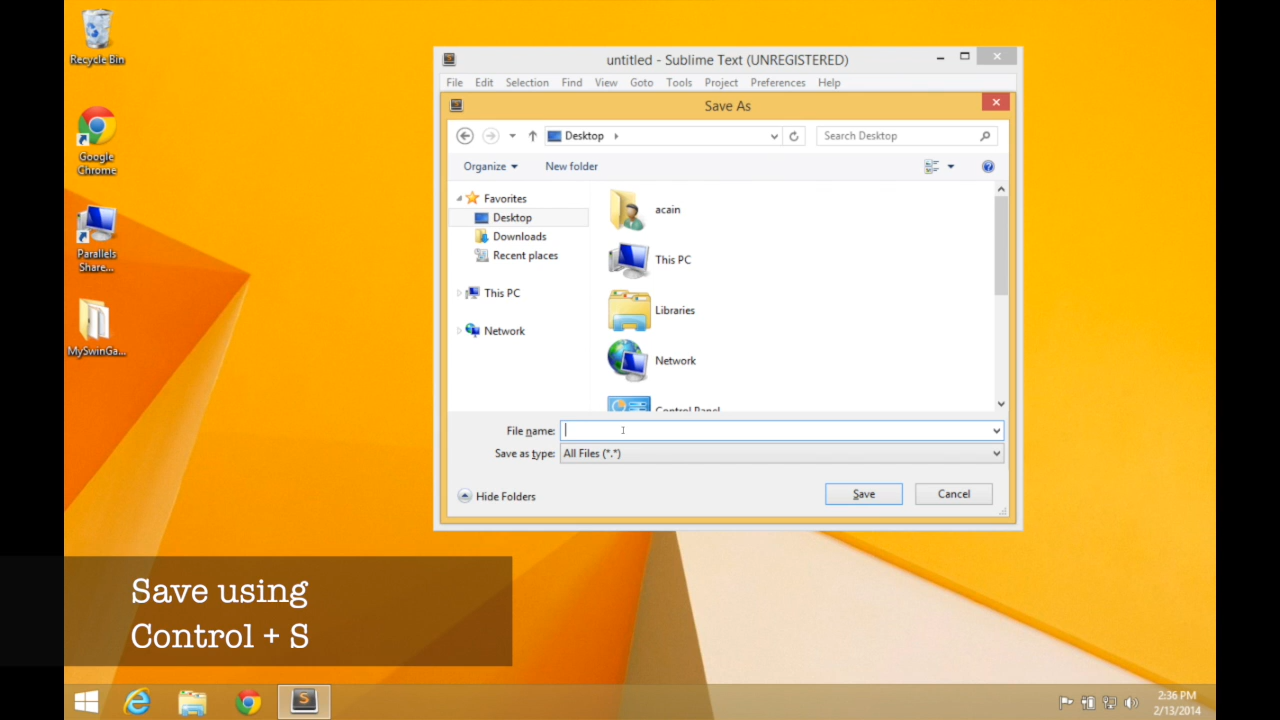 Recycle Bin
Google
Chrome
Parallels
Share...
MySwinGa...
untitled - Sublime Text (UNREGISTERED)
File Edit Selection Find View Goto Tools Project Preferences Help
Save As
Desktop
Search Desktop
Organize
New folder
Favorites
Desktop
Downloads
Recent places
This PC
Network
acain
This PC
Libraries
Network
Control Panel
File name:
Save as type: All Files (*.*)
Hide Folders
Save
Cancel
Save using
Control + S
2:36 PM
2/13/2014